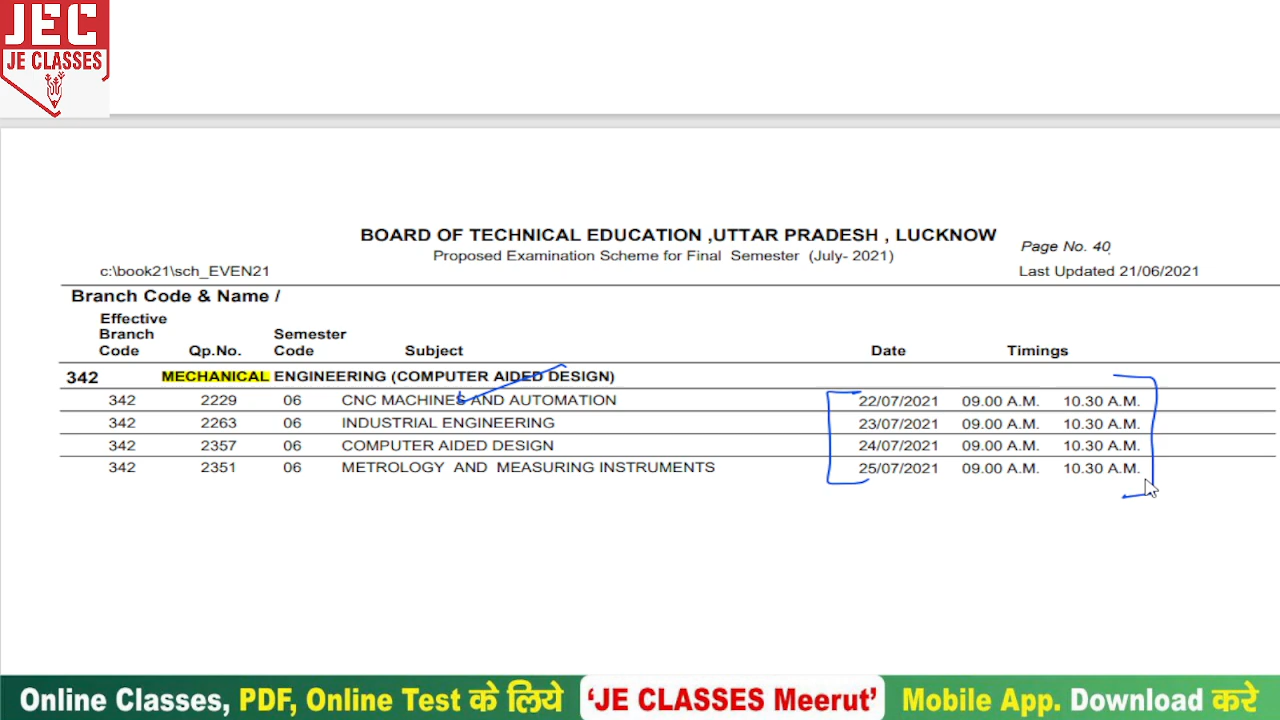 JEC
JE CLASSES
BOARD OF TECHNICAL EDUCATION ,UTTAR PRADESH , LUCKNOW
Page No. 40
Proposed Examination Scheme for Final Semester (July- 2021)
c:\book21\sch_EVEN21 Last Updated 21/06/2021
Branch Code & Name /
Effective
Branch Semester
Code Qp.No. Code Subject Date Timings
342 MECHANICAL ENGINEERING (COMPUTER AIDED DESIGN)
342 2229 06 CNC MACHINES AND AUTOMATION 22/07/2021 09.00 A.M. 10.30 A.M.
342 2263 06 INDUSTRIAL ENGINEERING 23/07/2021 09.00 A.M. 10.30 A.M.
342 2357 06 COMPUTER AIDED DESIGN 24/07/2021 09.00 A.M. 10.30 A.M.
342 2351 06 METROLOGY AND MEASURING INSTRUMENTS 25/07/2021 09.00 A.M. 10.30 A.M.
Online Classes, PDF, Online Test के लिये ‘JE CLASSES Meerut’ Mobile App. Download करे